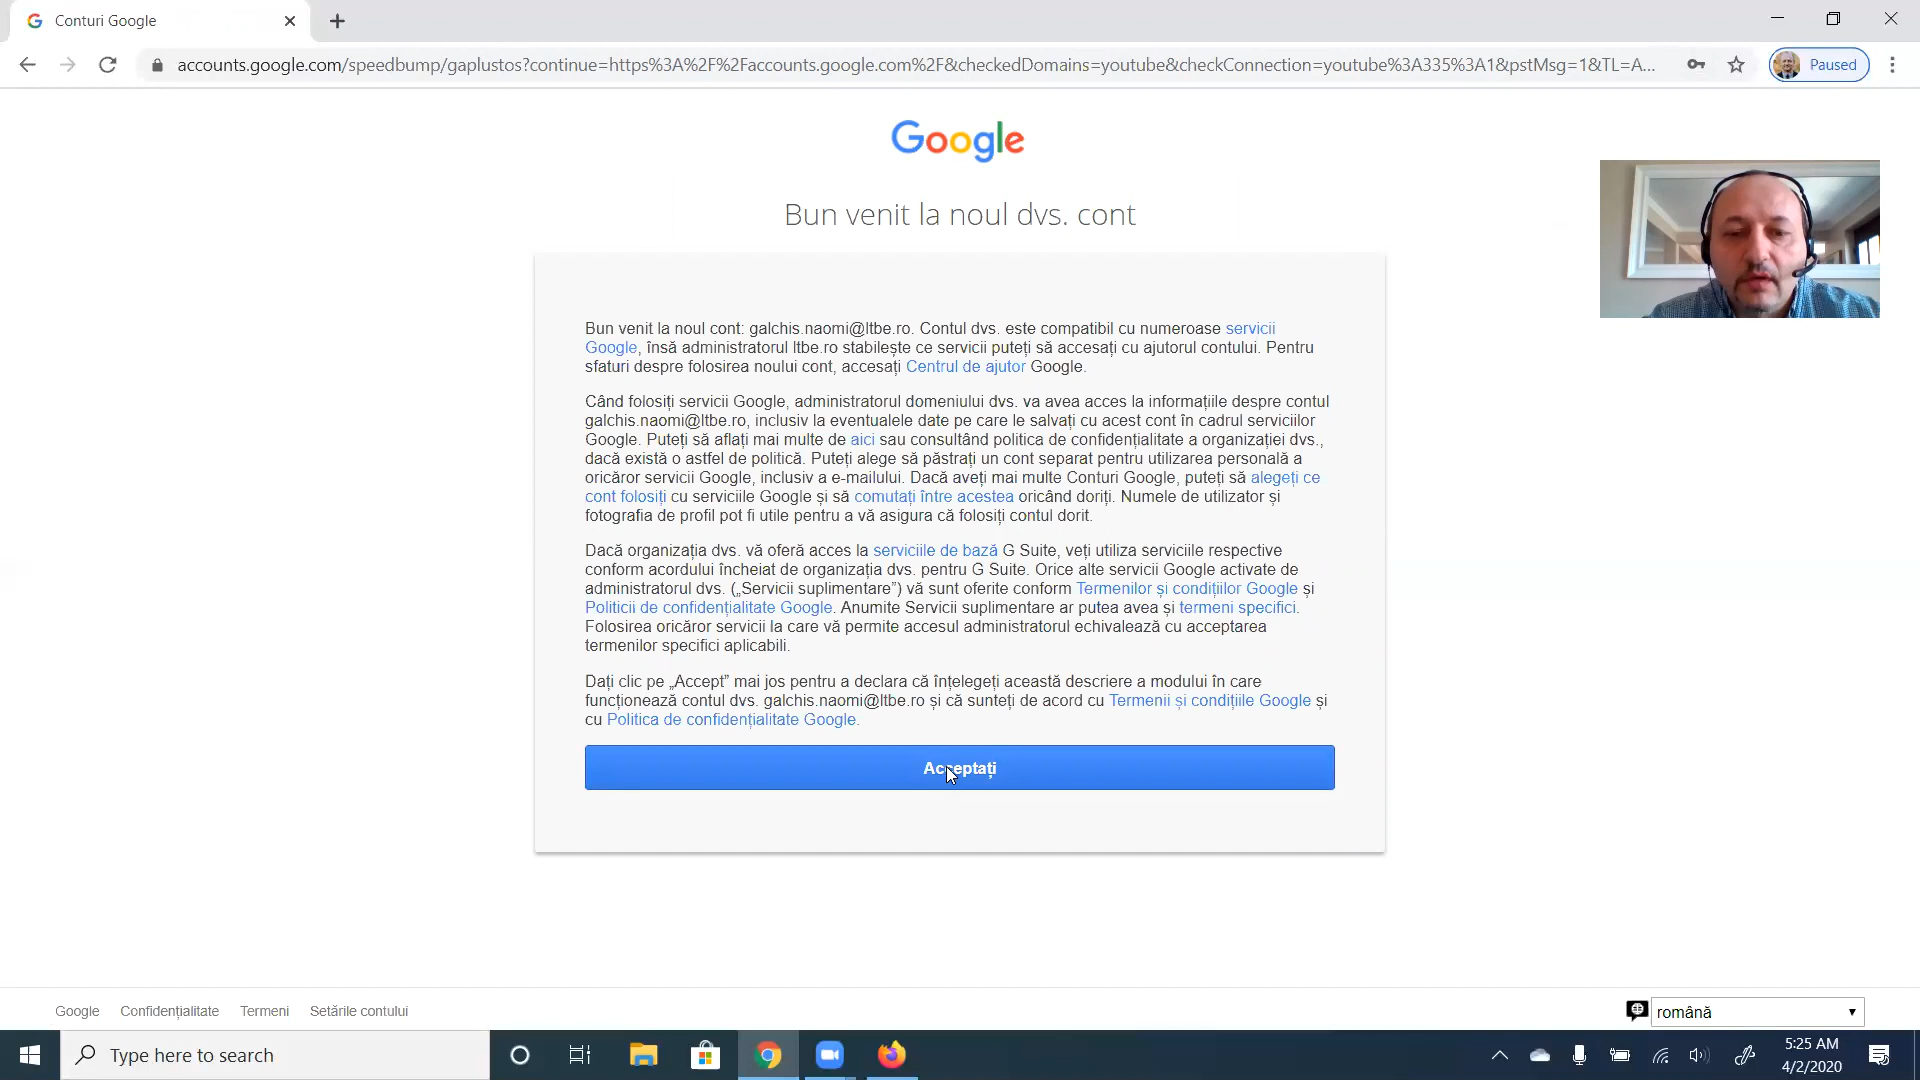 Conturi Google
accounts.google.com/speedbump/gaplustos?continue=https%3A%2F%2Faccounts.google.com%2F&checkedDomains=youtube&checkConnection=youtube%3A335%3A1&pstMsg=1&TL=A...
Paused
Google
Bun venit la noul dvs. cont
Bun venit la noul cont: galchis.naomi@ltbe.ro. Contul dvs. este compatibil cu numeroase servicii
Google, însă administratorul ltbe.ro stabilește ce servicii puteți să accesați cu ajutorul contului. Pentru
sfaturi despre folosirea noului cont, accesați Centrul de ajutor Google.
Când folosiți servicii Google, administratorul domeniului dvs. va avea acces la informațiile despre contul
galchis.naomi@ltbe.ro, inclusiv la eventualele date pe care le salvați cu acest cont în cadrul serviciilor
Google. Puteți să aflați mai multe de aici sau consultând politica de confidențialitate a organizației dvs.,
dacă există o astfel de politică. Puteți alege să păstrați un cont separat pentru utilizarea personală a
oricăror servicii Google, inclusiv a e-mailului. Dacă aveți mai multe Conturi Google, puteți să alegeți ce
cont folosiți cu serviciile Google și să comutați între acestea oricând doriți. Numele de utilizator și
fotografia de profil pot fi utile pentru a vă asigura că folosiți contul dorit.
Dacă organizația dvs. vă oferă acces la serviciile de bază G Suite, veți utiliza serviciile respective
conform acordului încheiat de organizația dvs. pentru G Suite. Orice alte servicii Google activate de
administratorul dvs. („Servicii suplimentare”) vă sunt oferite conform Termenilor și condițiilor Google și
Politicii de confidențialitate Google. Anumite Servicii suplimentare ar putea avea și termeni specifici.
Folosirea oricăror servicii la care vă permite accesul administratorul echivalează cu acceptarea
termenilor specifici aplicabili.
Dați clic pe „Accept” mai jos pentru a declara că înțelegeți această descriere a modului în care
funcționează contul dvs. galchis.naomi@ltbe.ro și că sunteți de acord cu Termenii și condițiile Google și
cu Politica de confidențialitate Google.
Acceptați
Google Confidențialitate Termeni Setările contului
română
Type here to search
5:25 AM
4/2/2020